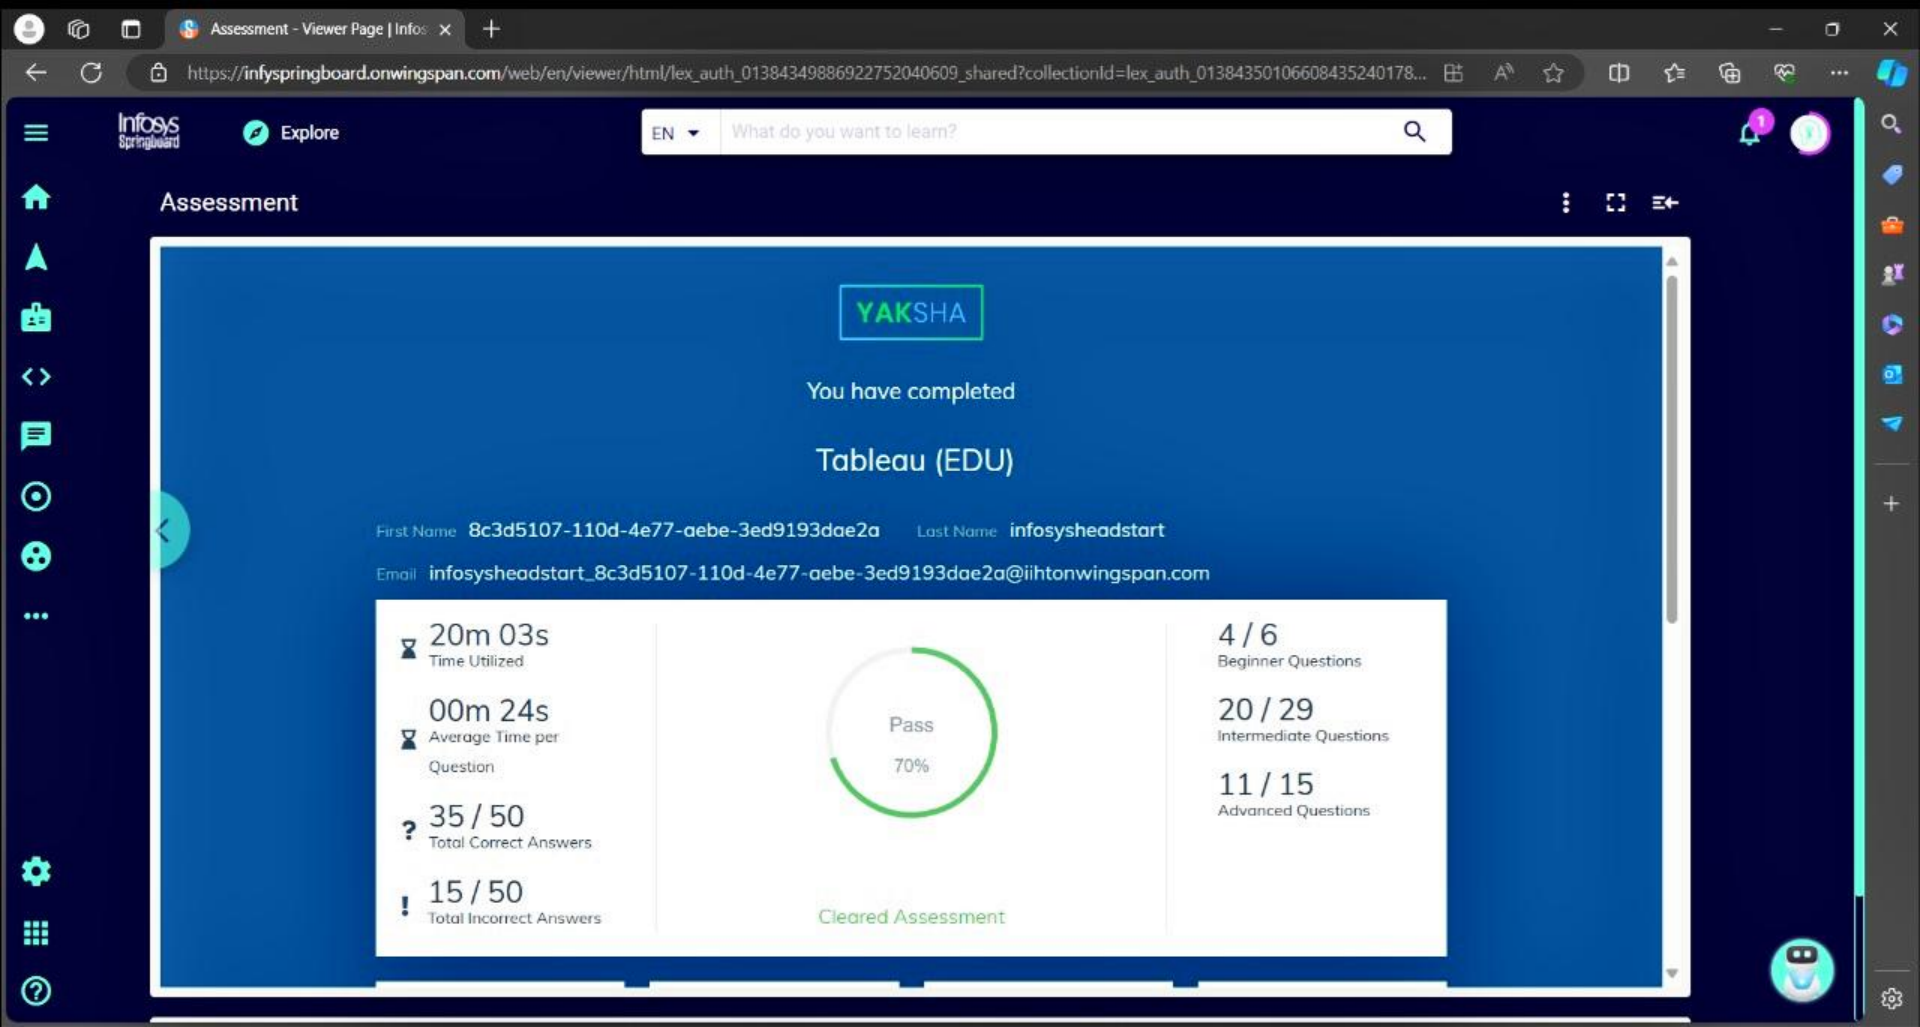 Assessment - Viewer Page | Infos
https://infyspringboard.onwingspan.com/web/en/viewer/html/lex_auth_01384349886922752040609_shared?collectionId=lex_auth_01384350106608435240178...
Infosys
Springboard
Explore
EN
What do you want to learn?
1
Assessment
YAKSHA
You have completed
Tableau (EDU)
First Name 8c3d5107-110d-4e77-aebe-3ed9193dae2a Last Name infosysheadstart
Email infosysheadstart_8c3d5107-110d-4e77-aebe-3ed9193dae2a@iihtonwingspan.com
20m 03s
Time Utilized
00m 24s
Average Time per
Question
? 35 / 50
Total Correct Answers
! 15 / 50
Total Incorrect Answers
Pass
70%
Cleared Assessment
4 / 6
Beginner Questions
20 / 29
Intermediate Questions
11 / 15
Advanced Questions